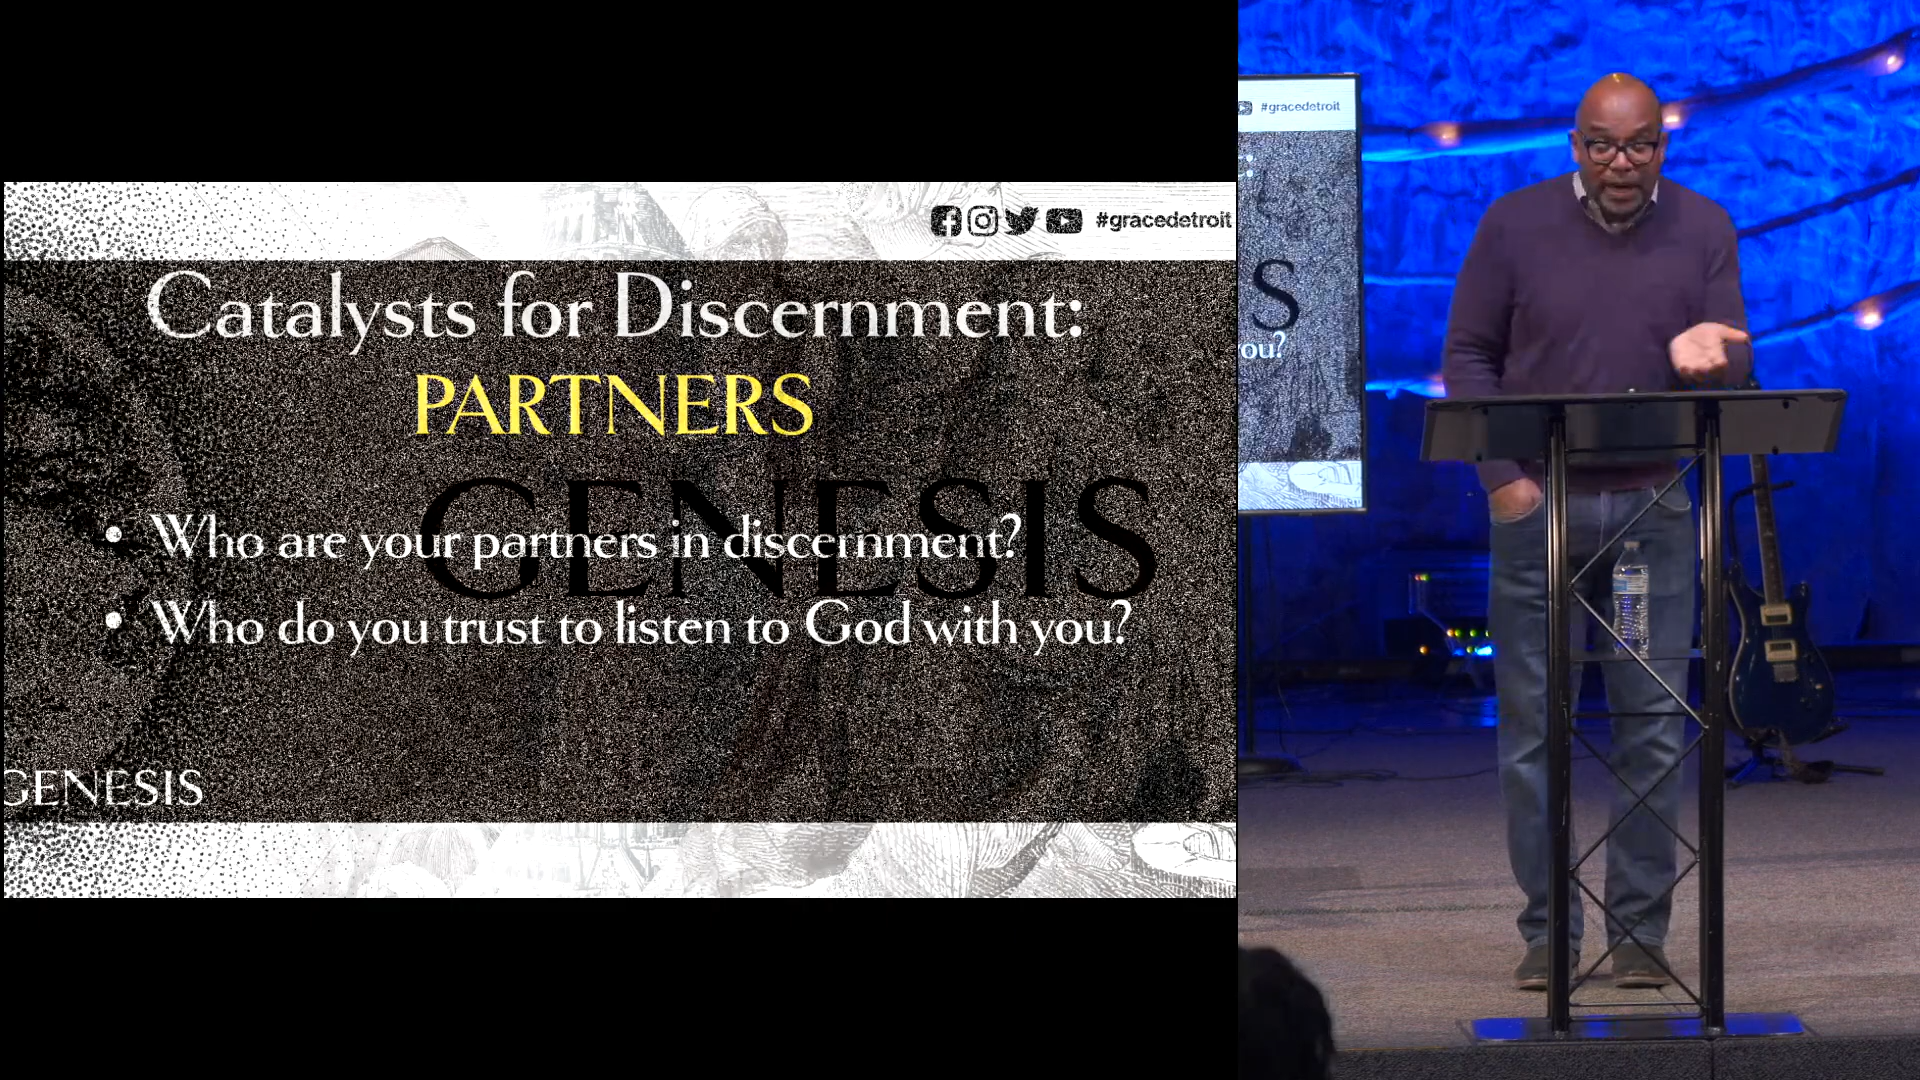 #gracedetroit
Catalysts for Discernment:
PARTNERS
GENESIS
• Who are your partners in discernment?
• Who do you trust to listen to God with you?
GENESIS
#gracedetroit
:
S
ou?